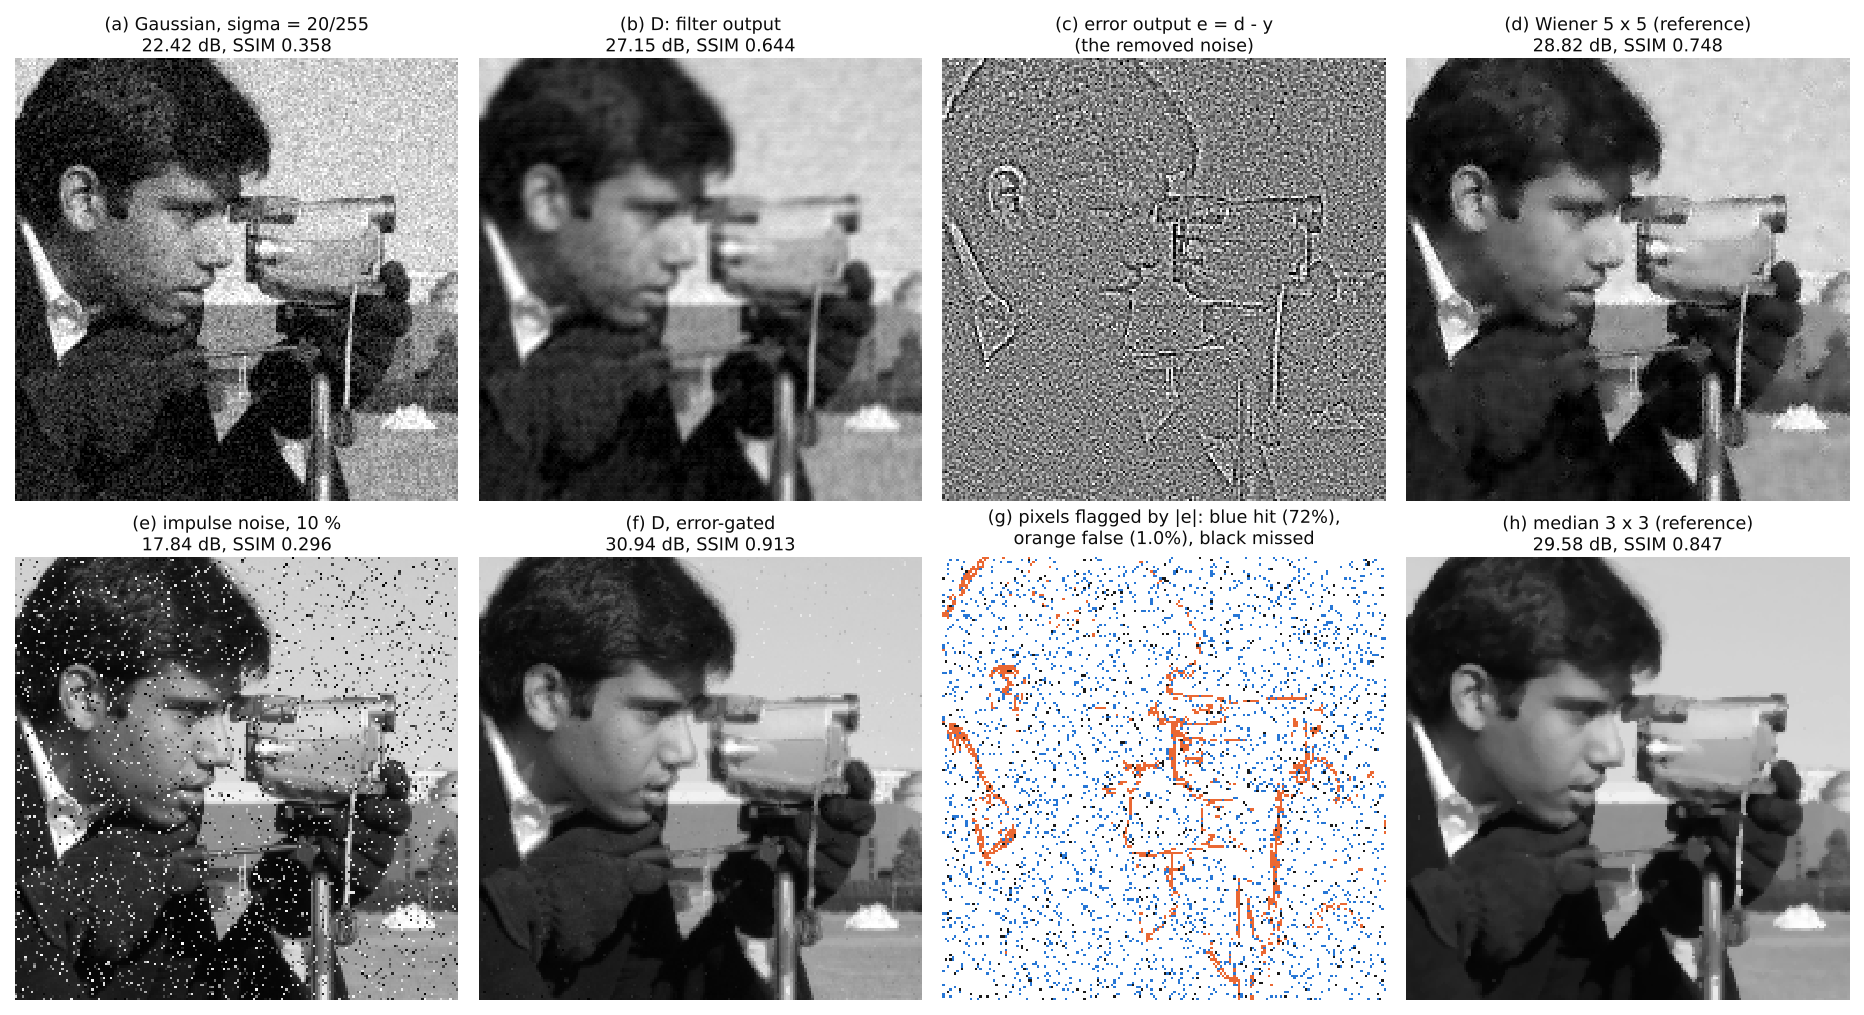 (a) Gaussian, sigma = 20/255
22.42 dB, SSIM 0.358
(b) D: filter output
27.15 dB, SSIM 0.644
(c) error output e = d - y
(the removed noise)
(d) Wiener 5 x 5 (reference)
28.82 dB, SSIM 0.748
(e) impulse noise, 10 %
17.84 dB, SSIM 0.296
(f) D, error-gated
30.94 dB, SSIM 0.913
(g) pixels flagged by |e|: blue hit (72%),
orange false (1.0%), black missed
(h) median 3 x 3 (reference)
29.58 dB, SSIM 0.847